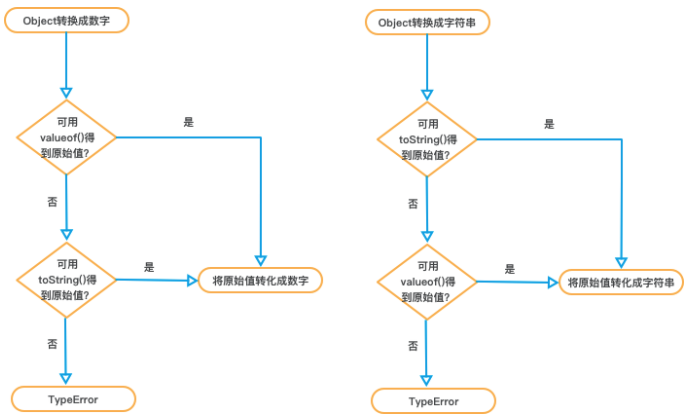 Object转换成数字
可用
valueof()得
到原始值?
是
否
可用
toString()得
到原始值?
是
将原始值转化成数字
否
TypeError
Object转换成字符串
可用
toString()得
到原始值?
是
否
可用
valueof()得
到原始值?
是
将原始值转化成字符串
否
TypeError